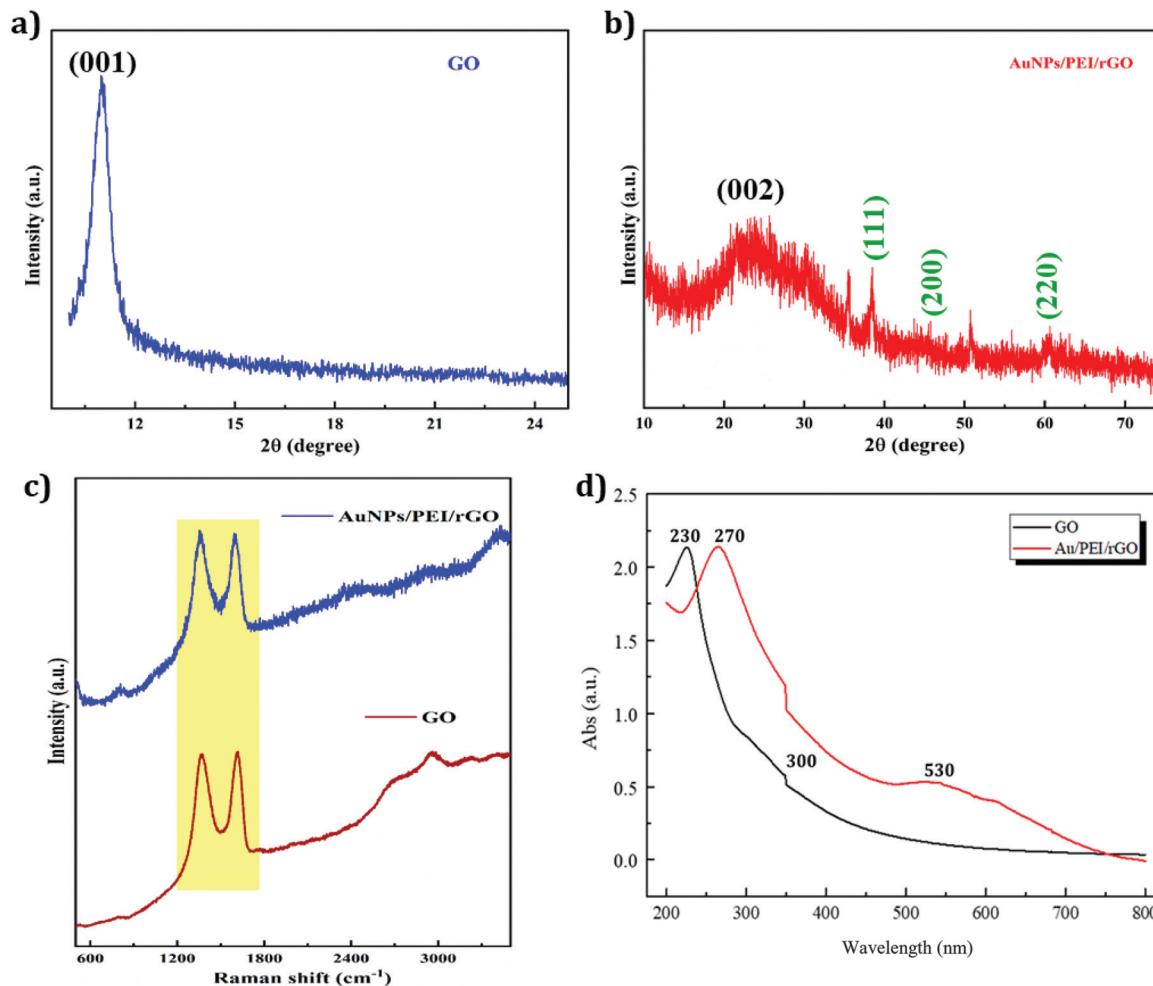 a)
(001)
GO
Intensity (a.u.)
12 15 18 21 24
2θ (degree)
b)
AuNPs/PEI/rGO
(002)
(111)
(200)
(220)
Intensity (a.u.)
10 20 30 40 50 60 70
2θ (degree)
c)
AuNPs/PEI/rGO
GO
Intensity (a.u.)
600 1200 1800 2400 3000
Raman shift (cm⁻¹)
d)
2.5
2.0
1.5
1.0
0.5
0.0
Abs (a.u.)
230 270
GO
Au/PEI/rGO
300
530
200 300 400 500 600 700 800
Wavelength (nm)